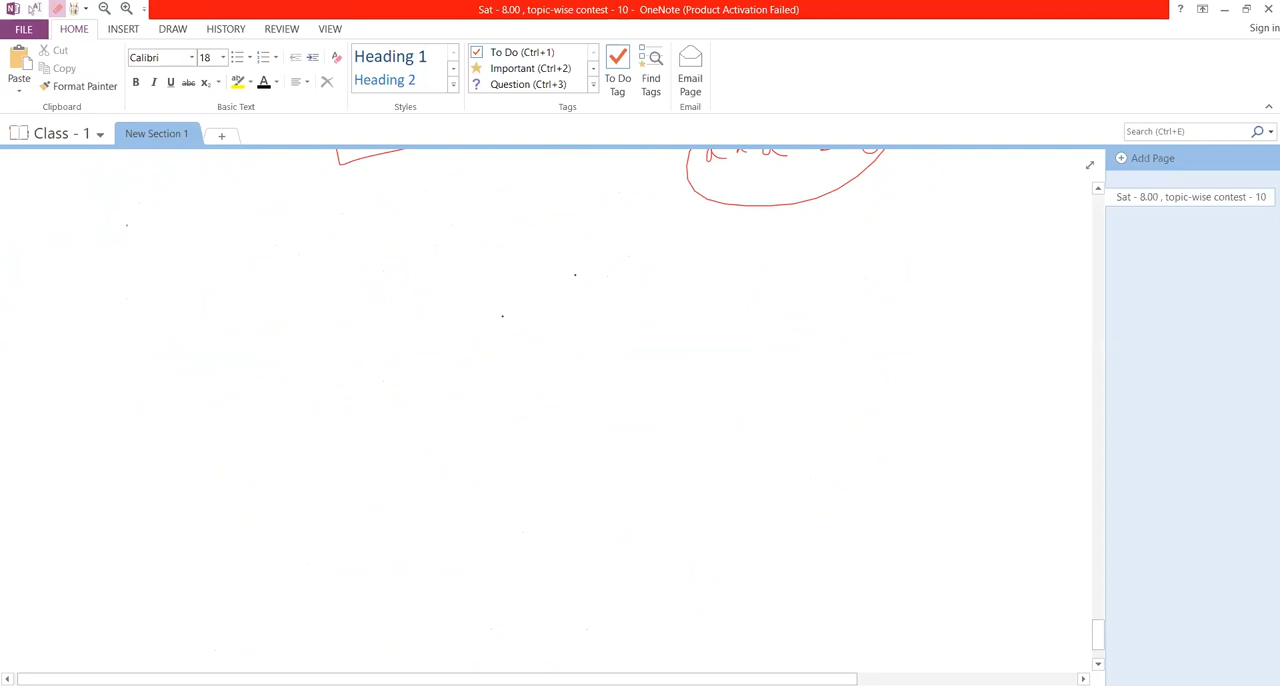 Sat - 8.00 , topic-wise contest - 10 - OneNote (Product Activation Failed)
FILE HOME INSERT DRAW HISTORY REVIEW VIEW Sign in
Paste
Cut
Copy
Format Painter
Clipboard
Calibri 18
B I U abc X₂ A
Basic Text
Heading 1
Heading 2
Styles
To Do (Ctrl+1)
Important (Ctrl+2)
Question (Ctrl+3)
To Do
Tag
Find
Tags
Tags
Email
Page
Email
Class - 1 New Section 1 Search (Ctrl+E)
Add Page
Sat - 8.00 , topic-wise contest - 10